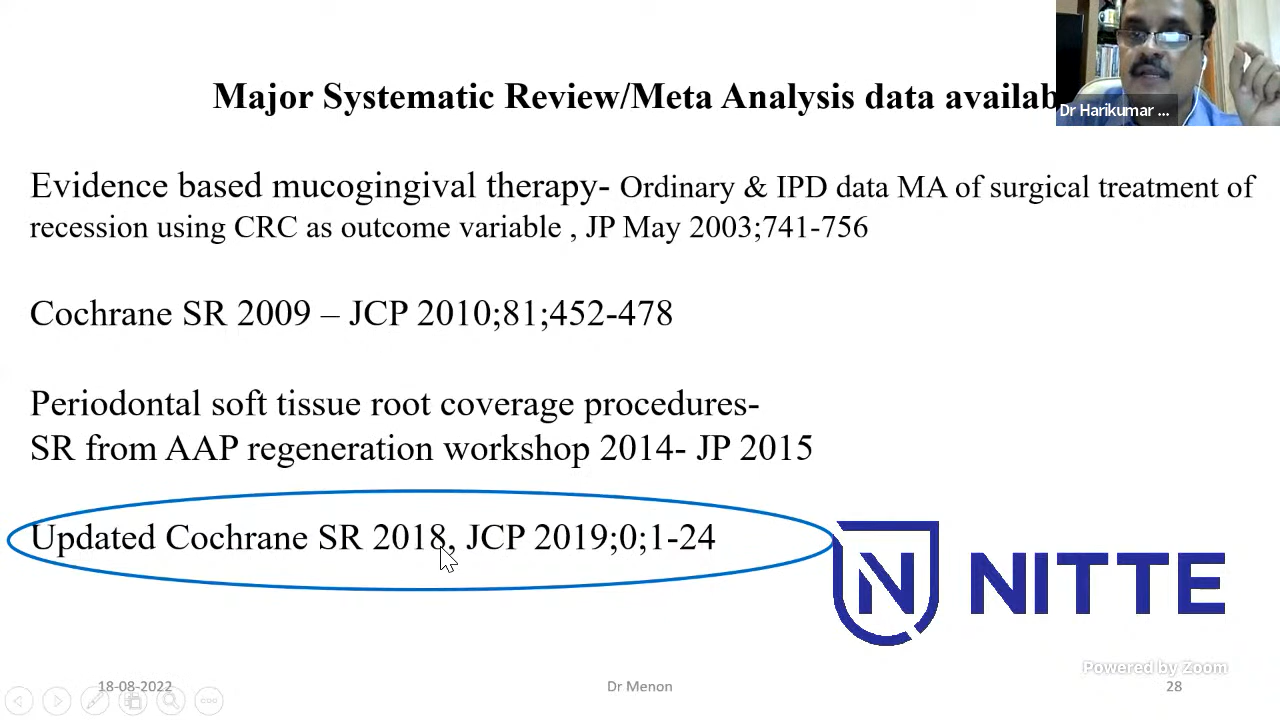 Major Systematic Review/Meta Analysis data availab
Dr Harikumar ...
Evidence based mucogingival therapy- Ordinary & IPD data MA of surgical treatment of
recession using CRC as outcome variable , JP May 2003;741-756
Cochrane SR 2009 – JCP 2010;81;452-478
Periodontal soft tissue root coverage procedures-
SR from AAP regeneration workshop 2014- JP 2015
Updated Cochrane SR 2018, JCP 2019;0;1-24
N NITTE
Powered by Zoom
18-08-2022
Dr Menon
28